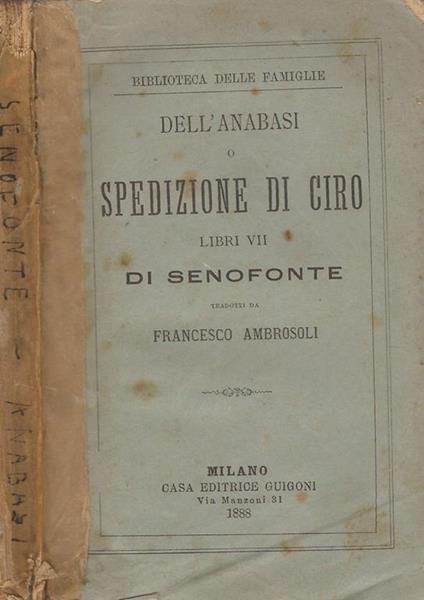 SENOFONTE - ANABASI
BIBLIOTECA DELLE FAMIGLIE
DELL'ANABASI
O
SPEDIZIONE DI CIRO
LIBRI VII
DI SENOFONTE
TRADOTTI DA
FRANCESCO AMBROSOLI
MILANO
CASA EDITRICE GUIGONI
Via Manzoni 31
1888